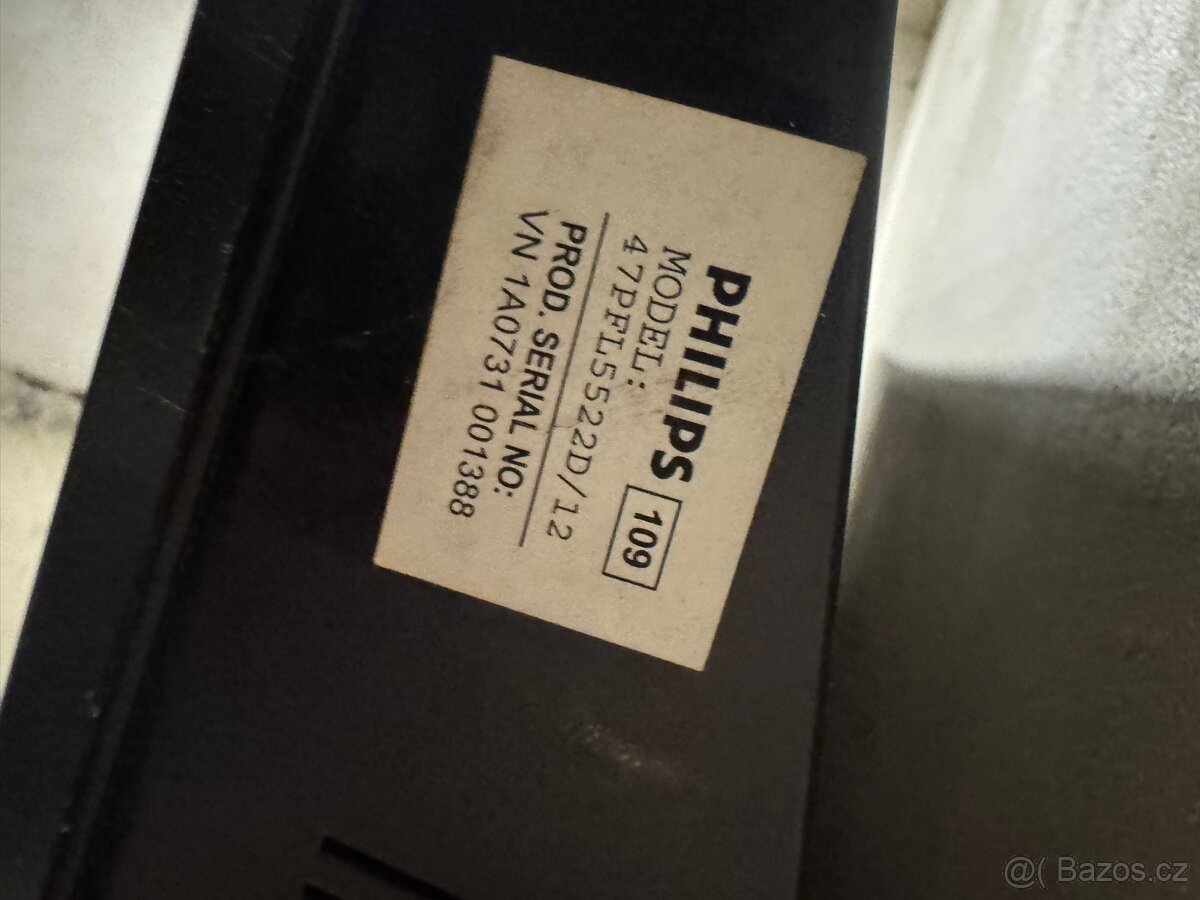 PHILIPS 109
MODEL:
47PFL5522D/12
PROD. SERIAL NO:
VN 1A0731 001388
@( Bazos.cz